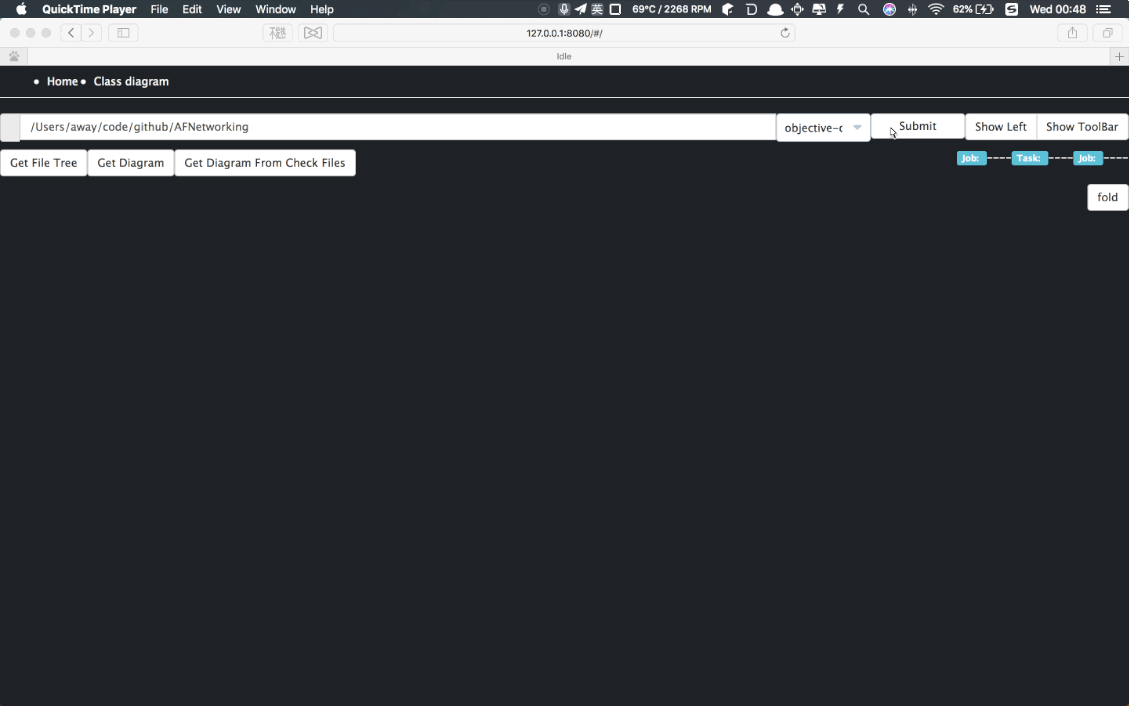 QuickTime Player File Edit View Window Help 英 69°C / 2268 RPM 62% Wed 00:48
127.0.0.1:8080/#/
Idle
Home Class diagram
/Users/away/code/github/AFNetworking objective-c Submit Show Left Show ToolBar
Get File Tree Get Diagram Get Diagram From Check Files Job: Task: Job:
fold